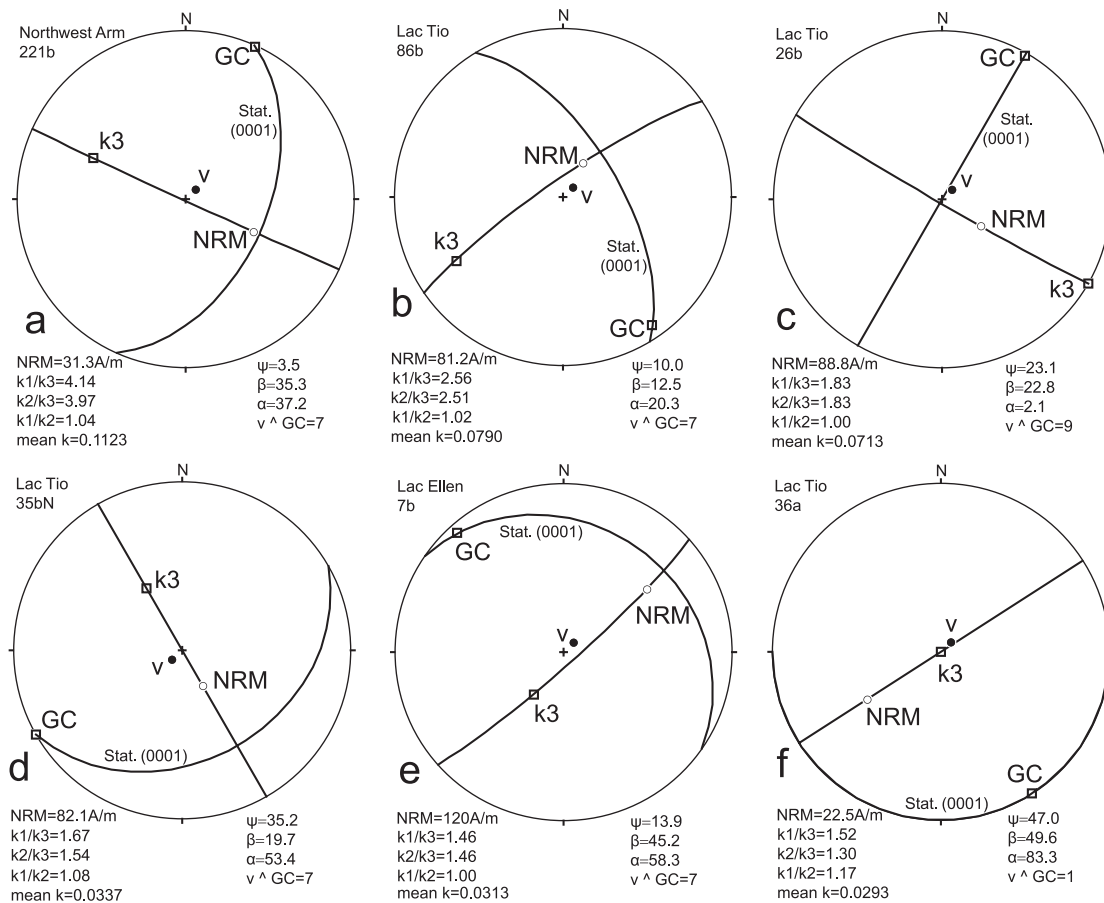 Northwest Arm
221b
N
GC
Stat.
(0001)
k3
v
NRM
a
NRM=31.3A/m
k1/k3=4.14
k2/k3=3.97
k1/k2=1.04
mean k=0.1123
ψ=3.5
β=35.3
α=37.2
v ^ GC=7
Lac Tio
86b
N
NRM
v
k3
Stat.
(0001)
GC
b
NRM=81.2A/m
k1/k3=2.56
k2/k3=2.51
k1/k2=1.02
mean k=0.0790
ψ=10.0
β=12.5
α=20.3
v ^ GC=7
Lac Tio
26b
N
GC
Stat.
(0001)
v
NRM
k3
c
NRM=88.8A/m
k1/k3=1.83
k2/k3=1.83
k1/k2=1.00
mean k=0.0713
ψ=23.1
β=22.8
α=2.1
v ^ GC=9
Lac Tio
35bN
N
k3
v
NRM
GC
Stat. (0001)
d
NRM=82.1A/m
k1/k3=1.67
k2/k3=1.54
k1/k2=1.08
mean k=0.0337
ψ=35.2
β=19.7
α=53.4
v ^ GC=7
Lac Ellen
7b
N
Stat. (0001)
GC
NRM
v
k3
e
NRM=120A/m
k1/k3=1.46
k2/k3=1.46
k1/k2=1.00
mean k=0.0313
ψ=13.9
β=45.2
α=58.3
v ^ GC=7
Lac Tio
36a
N
v
k3
NRM
GC
Stat. (0001)
f
NRM=22.5A/m
k1/k3=1.52
k2/k3=1.30
k1/k2=1.17
mean k=0.0293
ψ=47.0
β=49.6
α=83.3
v ^ GC=1